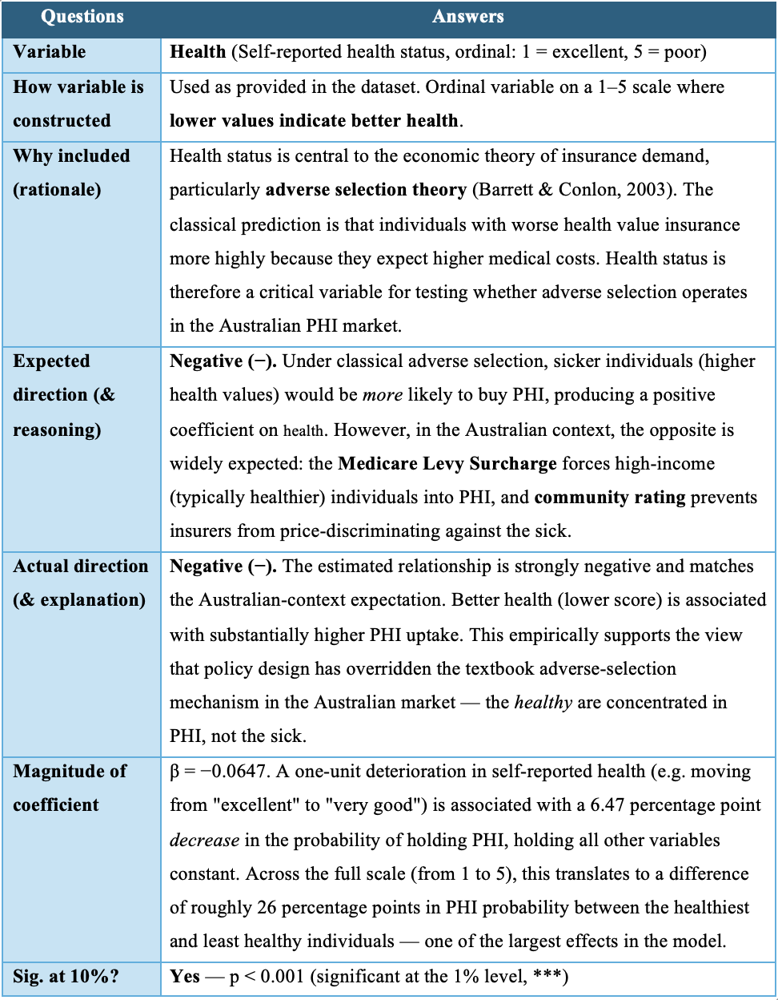 Questions Answers
Variable Health (Self-reported health status, ordinal: 1 = excellent, 5 = poor)
How variable is constructed
Used as provided in the dataset. Ordinal variable on a 1–5 scale where
lower values indicate better health.
Why included (rationale)
Health status is central to the economic theory of insurance demand,
particularly adverse selection theory (Barrett & Conlon, 2003). The
classical prediction is that individuals with worse health value insurance
more highly because they expect higher medical costs. Health status is
therefore a critical variable for testing whether adverse selection operates
in the Australian PHI market.
Expected
direction (&
reasoning)
Negative (−). Under classical adverse selection, sicker individuals (higher
health values) would be more likely to buy PHI, producing a positive
coefficient on health. However, in the Australian context, the opposite is
widely expected: the Medicare Levy Surcharge forces high-income
(typically healthier) individuals into PHI, and community rating prevents
insurers from price-discriminating against the sick.
Actual direction
(& explanation)
Negative (−). The estimated relationship is strongly negative and matches
the Australian-context expectation. Better health (lower score) is associated
with substantially higher PHI uptake. This empirically supports the view
that policy design has overridden the textbook adverse-selection
mechanism in the Australian market — the healthy are concentrated in
PHI, not the sick.
Magnitude of
coefficient
β = −0.0647. A one-unit deterioration in self-reported health (e.g. moving
from "excellent" to "very good") is associated with a 6.47 percentage point
decrease in the probability of holding PHI, holding all other variables
constant. Across the full scale (from 1 to 5), this translates to a difference
of roughly 26 percentage points in PHI probability between the healthiest
and least healthy individuals — one of the largest effects in the model.
Sig. at 10%? Yes — p < 0.001 (significant at the 1% level, ***)